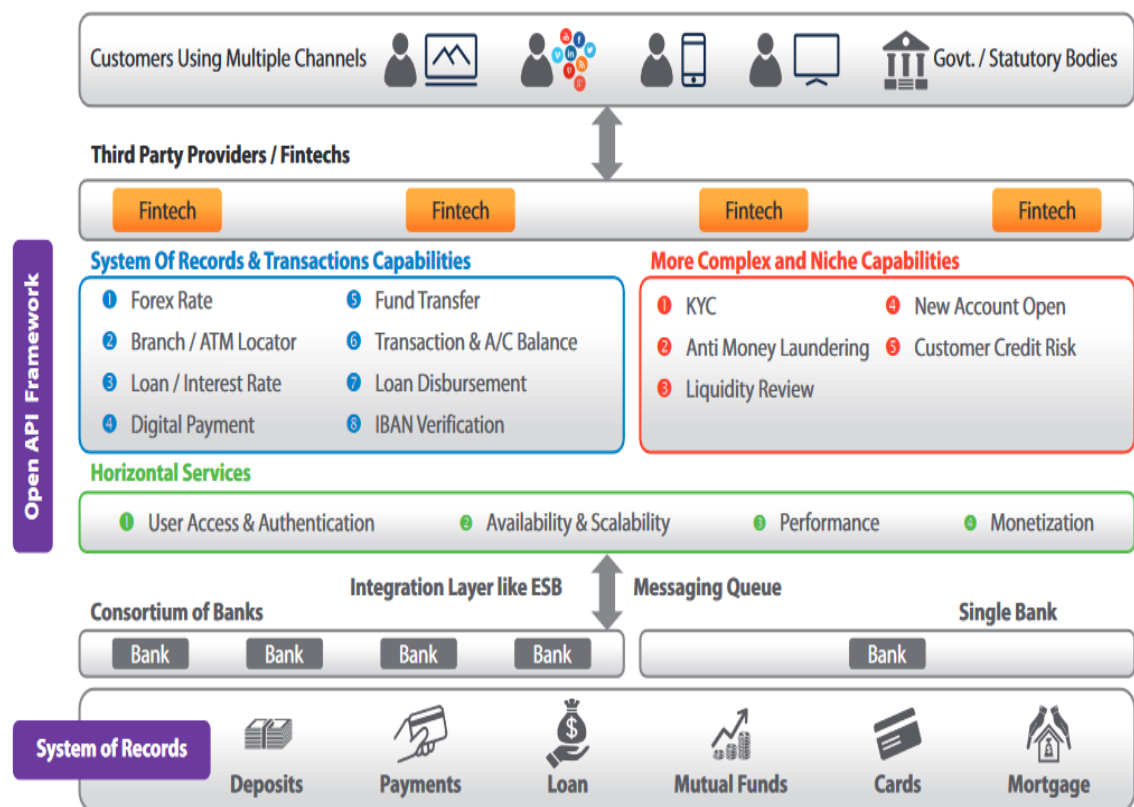 Customers Using Multiple Channels
Govt. / Statutory Bodies
Third Party Providers / Fintechs
Fintech Fintech Fintech Fintech
Open API Framework
System Of Records & Transactions Capabilities
1 Forex Rate
2 Branch / ATM Locator
3 Loan / Interest Rate
4 Digital Payment
5 Fund Transfer
6 Transaction & A/C Balance
7 Loan Disbursement
8 IBAN Verification
More Complex and Niche Capabilities
1 KYC
2 Anti Money Laundering
3 Liquidity Review
4 New Account Open
5 Customer Credit Risk
Horizontal Services
1 User Access & Authentication 2 Availability & Scalability 3 Performance 4 Monetization
Integration Layer like ESB Messaging Queue
Consortium of Banks Single Bank
Bank Bank Bank Bank Bank
System of Records
Deposits Payments Loan Mutual Funds Cards Mortgage